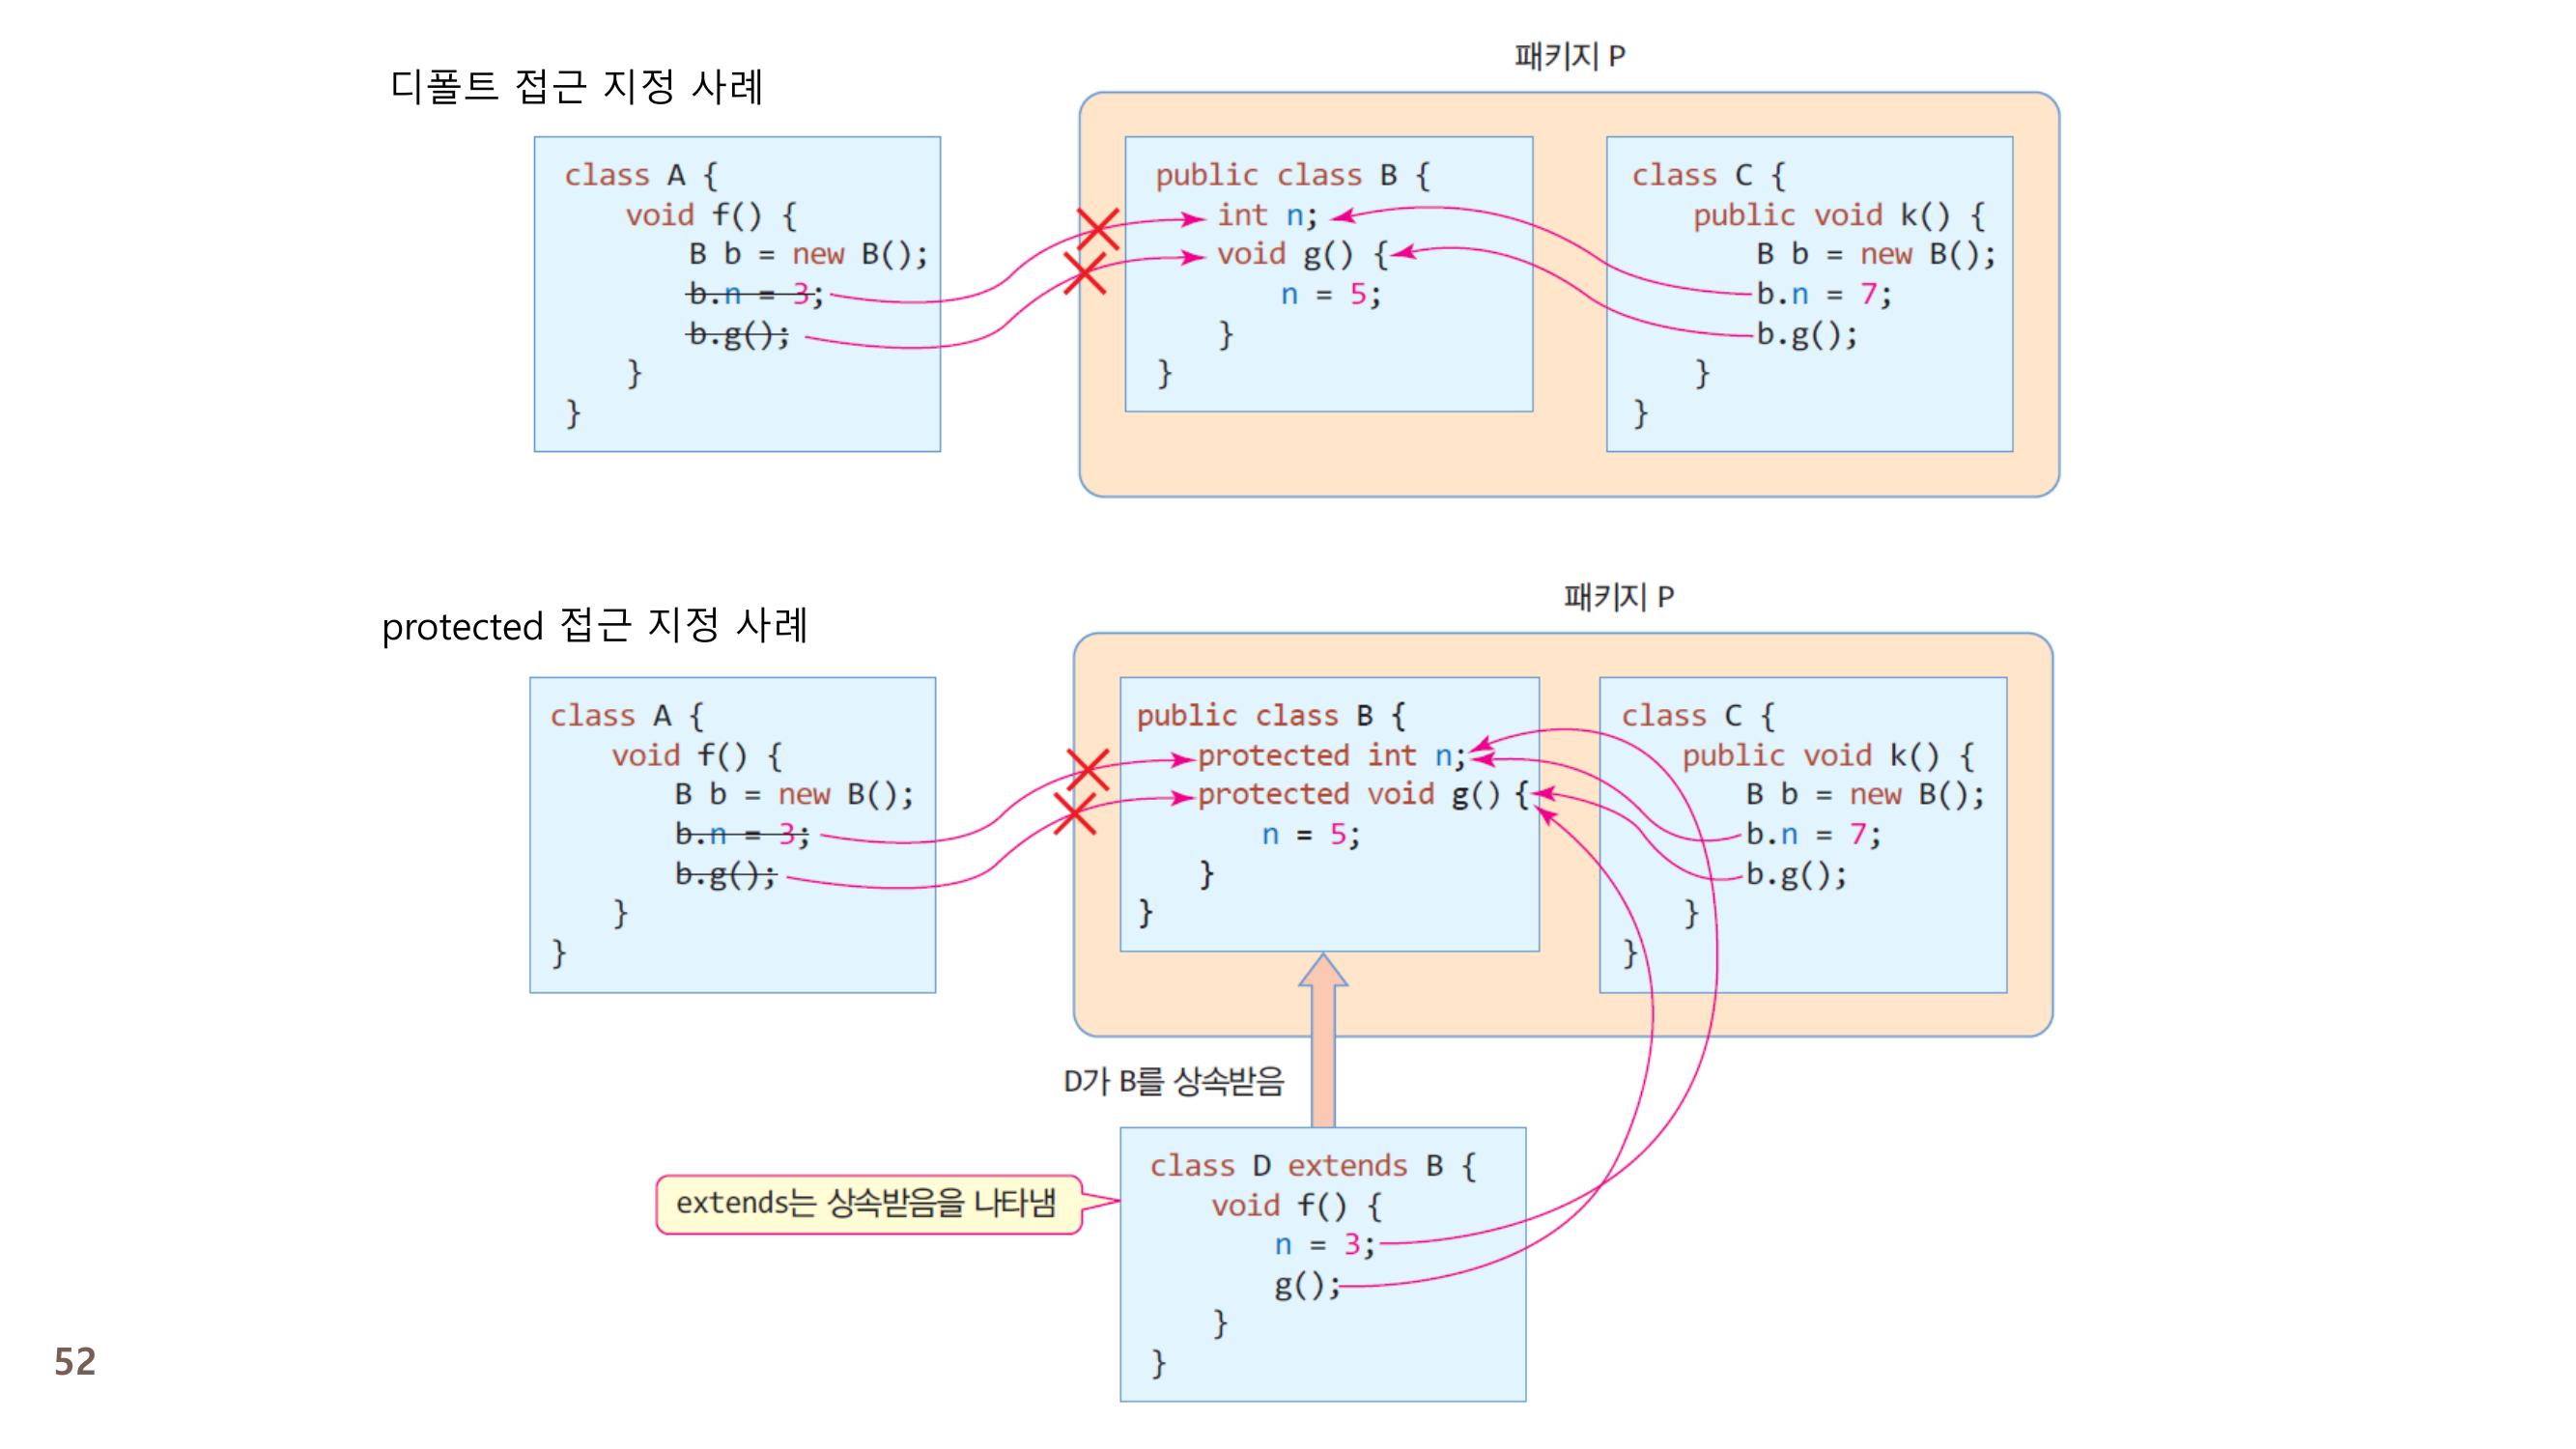 디폴트 접근 지정 사례
패키지 P
class A {
void f() {
B b = new B();
b.n = 3;
b.g();
}
}
public class B {
int n;
void g() {
n = 5;
}
}
class C {
public void k() {
B b = new B();
b.n = 7;
b.g();
}
}
protected 접근 지정 사례
패키지 P
class A {
void f() {
B b = new B();
b.n = 3;
b.g();
}
}
public class B {
protected int n;
protected void g() {
n = 5;
}
}
class C {
public void k() {
B b = new B();
b.n = 7;
b.g();
}
}
D가 B를 상속받음
extends는 상속받음을 나타냄
class D extends B {
void f() {
n = 3;
g();
}
}
52